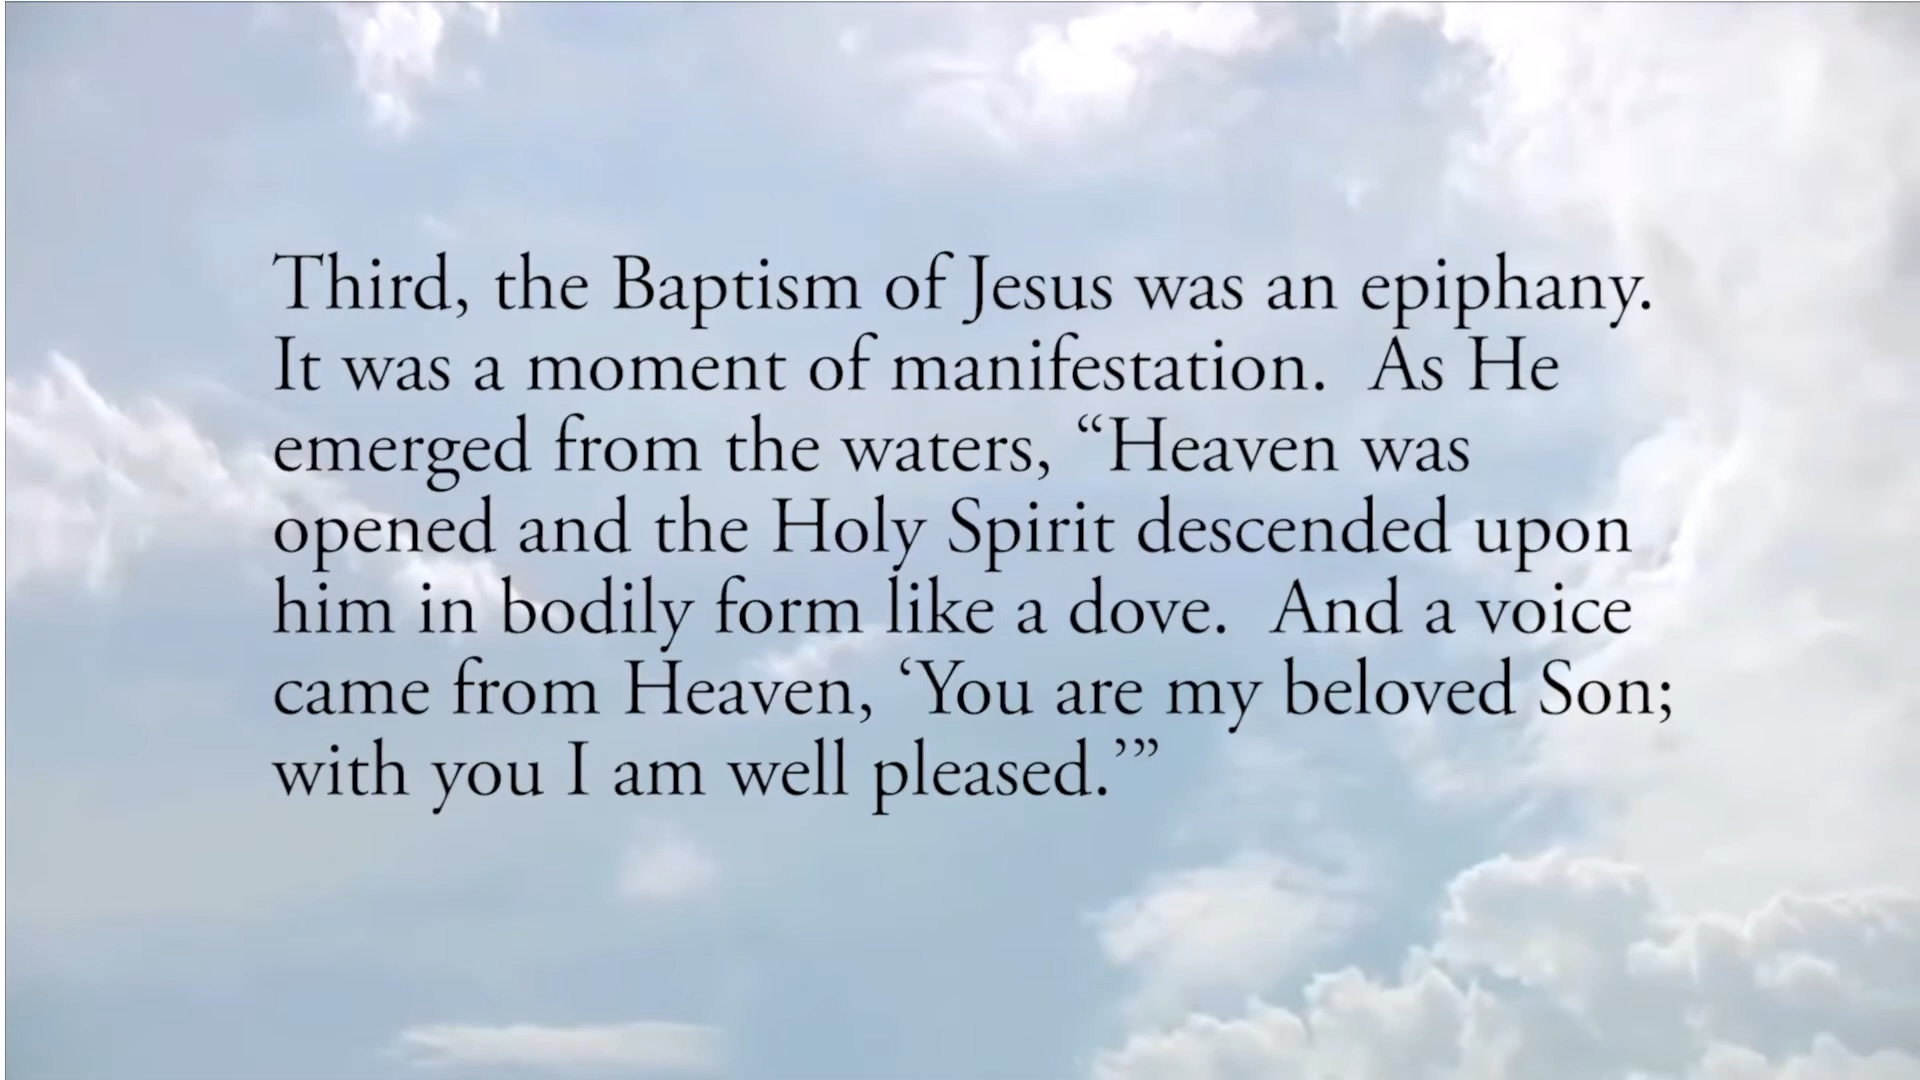 Third, the Baptism of Jesus was an epiphany.
It was a moment of manifestation.  As He
emerged from the waters, “Heaven was
opened and the Holy Spirit descended upon
him in bodily form like a dove.  And a voice
came from Heaven, ‘You are my beloved Son;
with you I am well pleased.’”